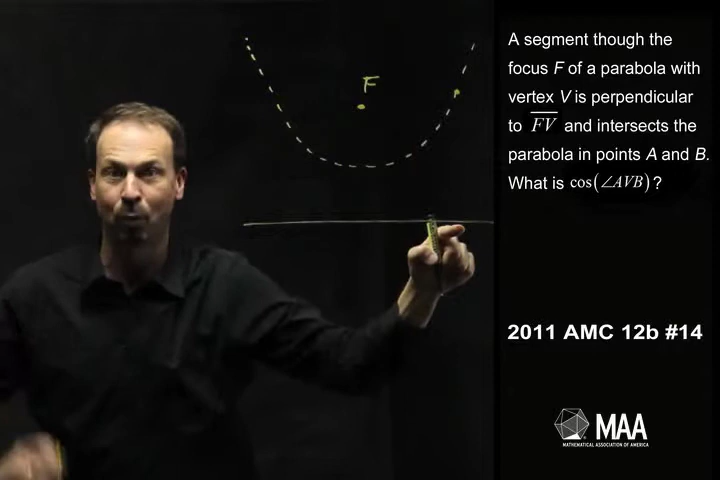 F
A segment though the
focus F of a parabola with
vertex V is perpendicular
to FV and intersects the
parabola in points A and B.
What is cos(∠AVB)?
2011 AMC 12b #14
MAA
MATHEMATICAL ASSOCIATION OF AMERICA